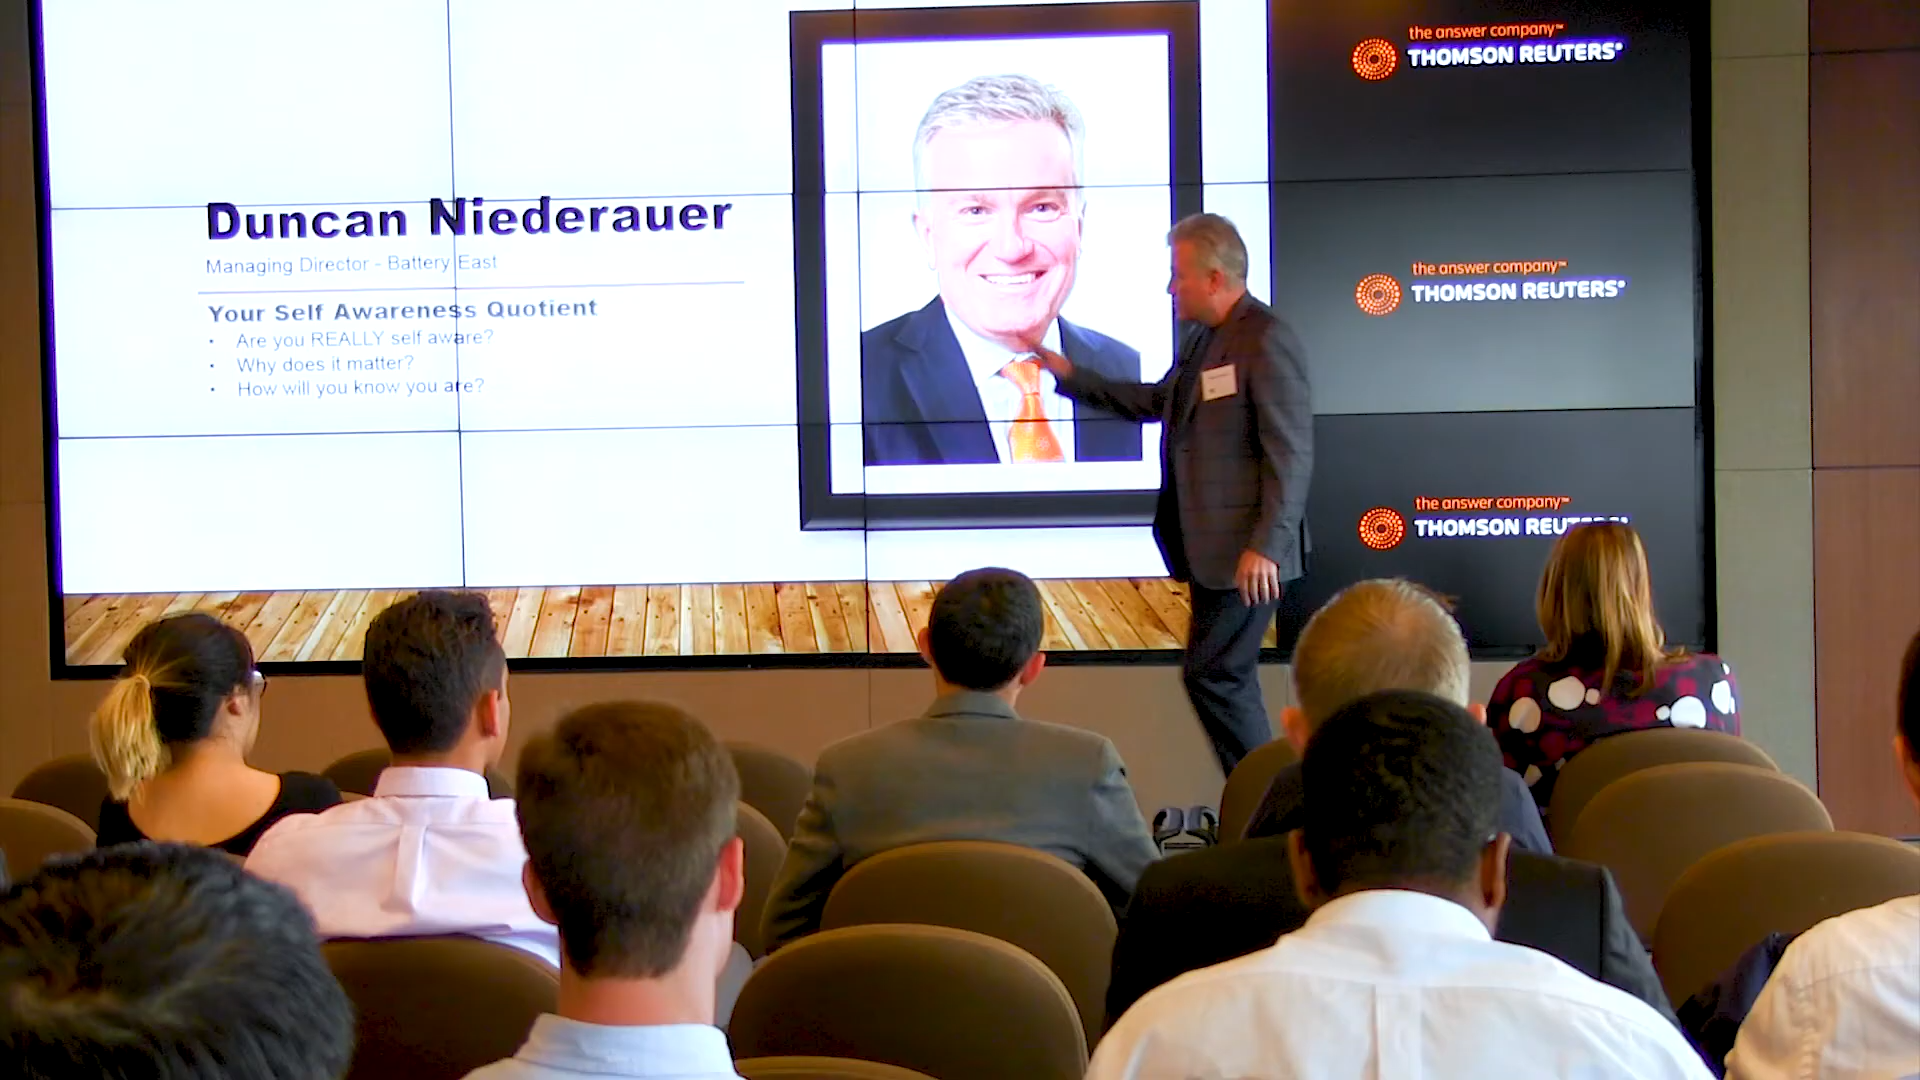 Duncan Niederauer
Managing Director - Battery East
Your Self Awareness Quotient
• Are you REALLY self aware?
• Why does it matter?
• How will you know you are?
the answer company™
THOMSON REUTERS®
the answer company™
THOMSON REUTERS®
the answer company™
THOMSON REUTERS®